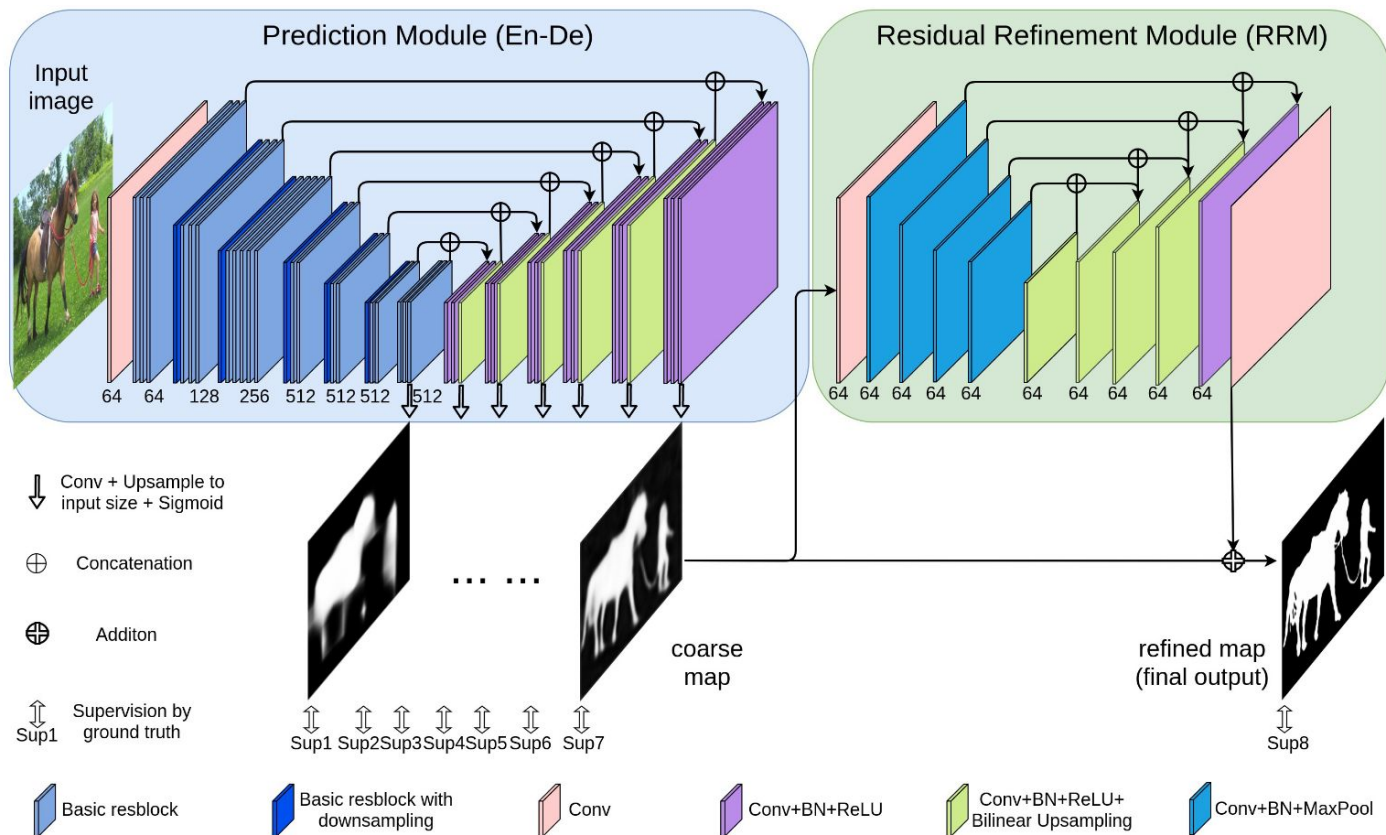 Prediction Module (En-De)
Residual Refinement Module (RRM)
Input
image
64 64 128 256 512 512 512 512
64 64 64 64 64 64 64 64 64 64
Conv + Upsample to
input size + Sigmoid
Concatenation
Additon
Supervision by
ground truth
Sup1
... ...
coarse
map
refined map
(final output)
Sup1 Sup2 Sup3 Sup4 Sup5 Sup6 Sup7
Sup8
Basic resblock
Basic resblock with
downsampling
Conv
Conv+BN+ReLU
Conv+BN+ReLU+
Bilinear Upsampling
Conv+BN+MaxPool